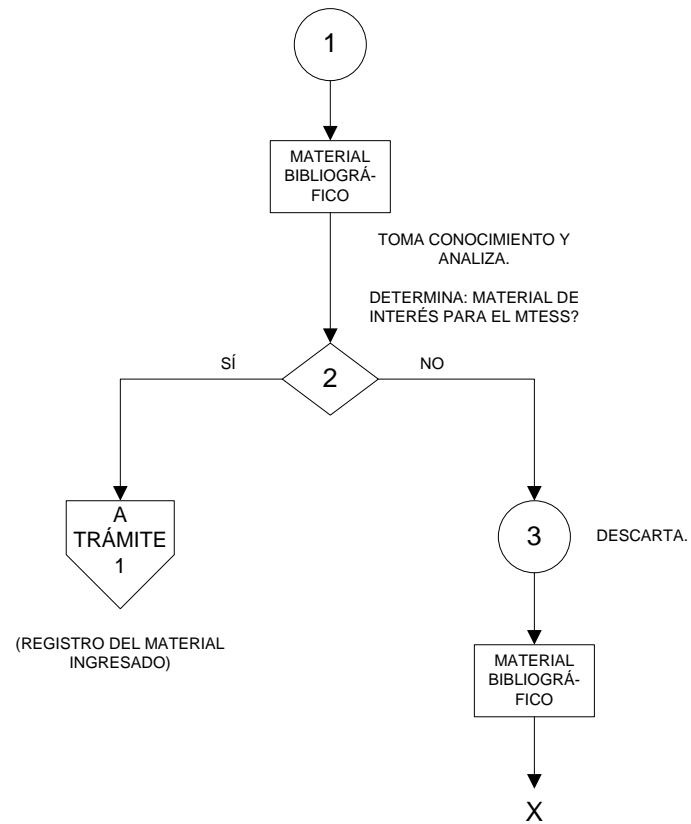 1
MATERIAL
BIBLIOGRÁ-
FICO
TOMA CONOCIMIENTO Y
ANALIZA.
DETERMINA: MATERIAL DE
INTERÉS PARA EL MTESS?
SÍ
2
NO
A
TRÁMITE
1
3
DESCARTA.
(REGISTRO DEL MATERIAL
INGRESADO)
MATERIAL
BIBLIOGRÁ-
FICO
X